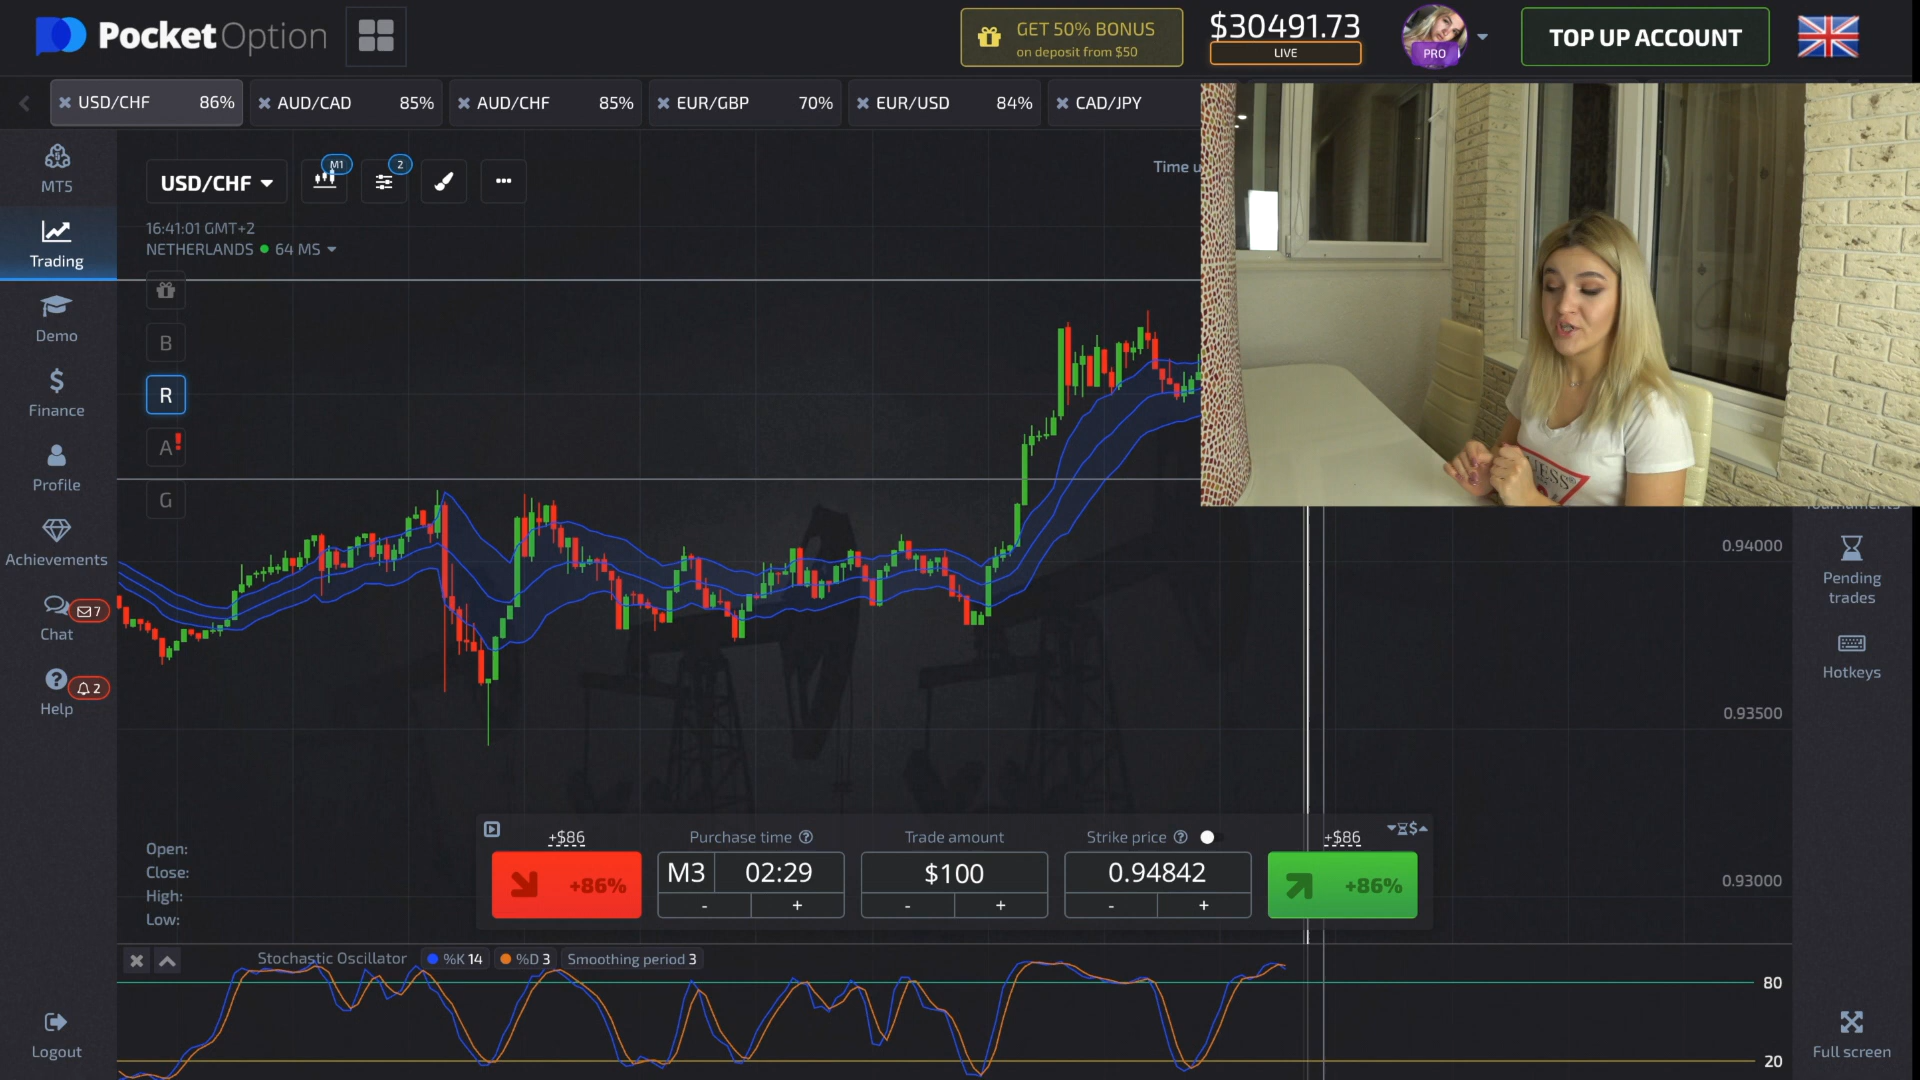 PocketOption
GET 50% BONUS
on deposit from $50
$30491.73
LIVE
PRO
TOP UP ACCOUNT
USD/CHF 86%
AUD/CAD 85%
AUD/CHF 85%
EUR/GBP 70%
EUR/USD 84%
CAD/JPY
MT5
Trading
Demo
Finance
Profile
Achievements
7
Chat
2
Help
Logout
USD/CHF
M1
2
Time
16:41:01 GMT+2
NETHERLANDS 64 MS
B
R
A!
G
0.94000
0.93500
0.93000
Pending
trades
Hotkeys
Full screen
Open:
Close:
High:
Low:
+$86
+86%
Purchase time
M3 02:29
- +
Trade amount
$100
- +
Strike price
0.94842
- +
+$86
+86%
Stochastic Oscillator %K 14 %D 3 Smoothing period 3
80
20